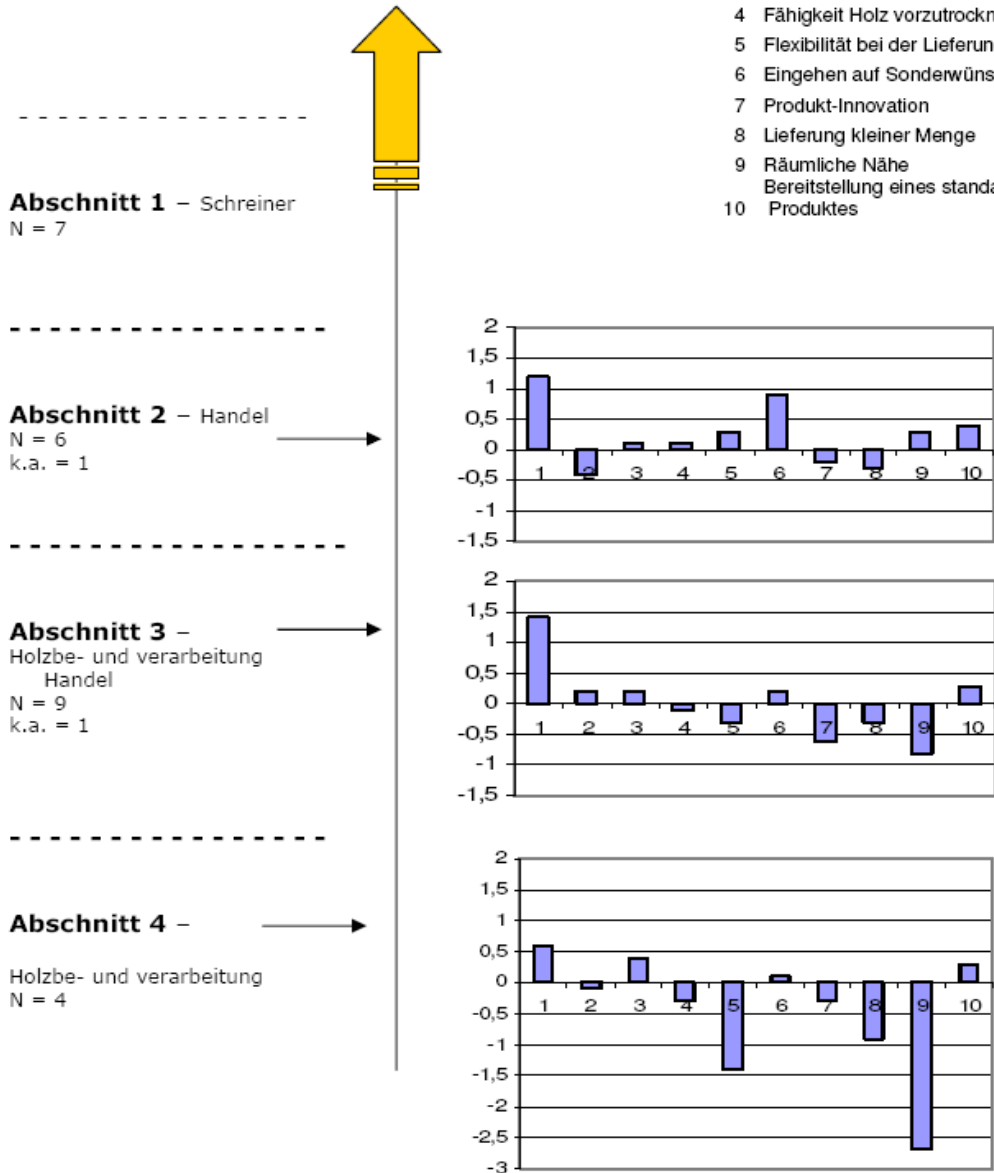 4 Fähigkeit Holz vorzutrockn
5 Flexibilität bei der Lieferun
6 Eingehen auf Sonderwüns
7 Produkt-Innovation
8 Lieferung kleiner Menge
9 Räumliche Nähe
Bereitstellung eines standa
10 Produktes
Abschnitt 1 – Schreiner
N = 7
Abschnitt 2 – Handel
N = 6
k.a. = 1
2
1,5
1
0,5
0
-0,5
-1
-1,5
1 2 3 4 5 6 7 8 9 10
Abschnitt 3 –
Holzbe- und verarbeitung
Handel
N = 9
k.a. = 1
2
1,5
1
0,5
0
-0,5
-1
-1,5
1 2 3 4 5 6 7 8 9 10
Abschnitt 4 –
Holzbe- und verarbeitung
N = 4
2
1,5
1
0,5
0
-0,5
-1
-1,5
-2
-2,5
-3
1 2 3 4 5 6 7 8 9 10